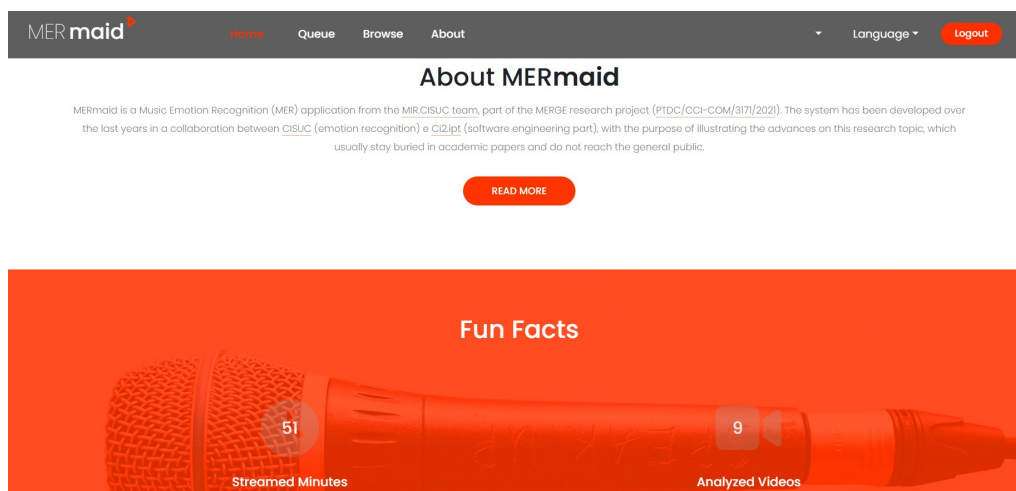 MERmaid
Home Queue Browse About Language Logout
About MERmaid
MERmaid is a Music Emotion Recognition (MER) application from the MIR.CISUC team, part of the MERGE research project (PTDC/CCI-COM/3171/2021). The system has been developed over
the last years in a collaboration between CISUC (emotion recognition) e Ci2.ipt (software engineering part), with the purpose of illustrating the advances on this research topic, which
usually stay buried in academic papers and do not reach the general public.
READ MORE
Fun Facts
51 9
Streamed Minutes Analyzed Videos